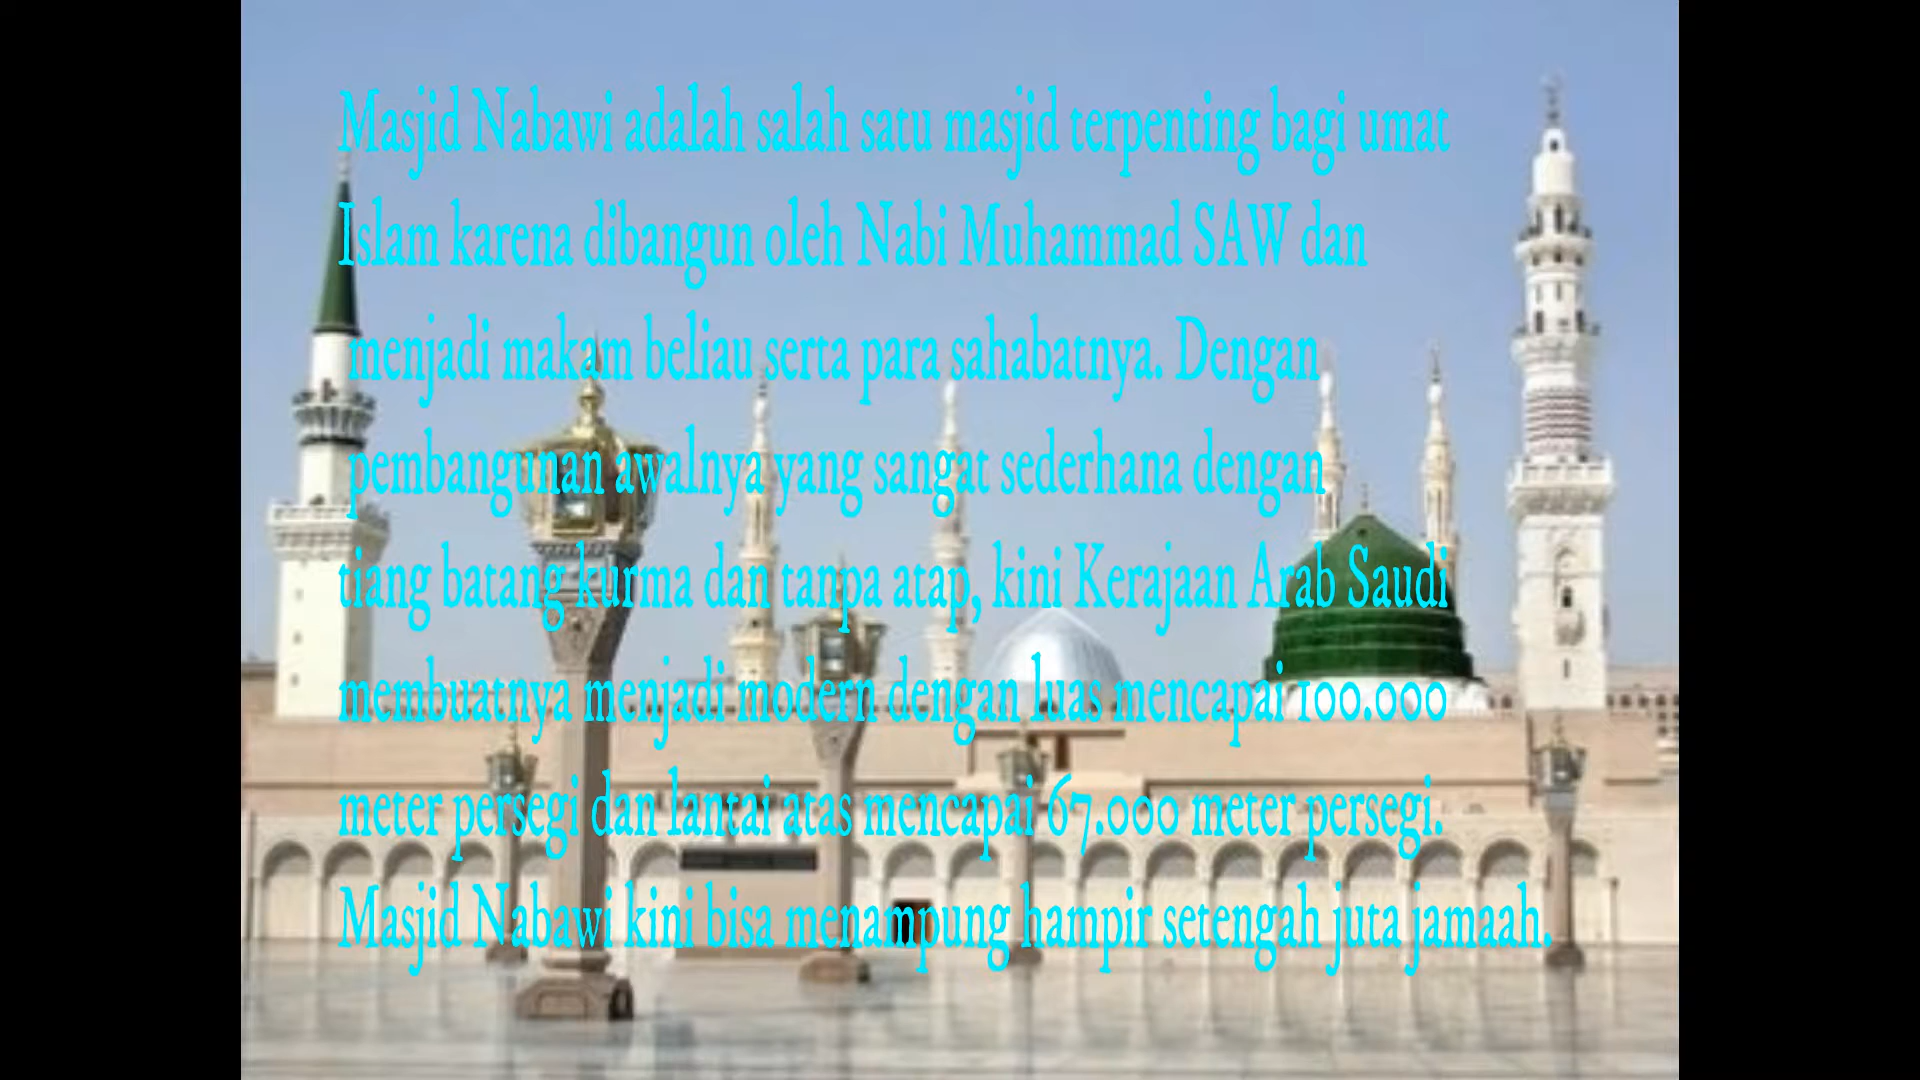 Masjid Nabawi adalah salah satu masjid terpenting bagi umat
Islam karena dibangun oleh Nabi Muhammad SAW dan
menjadi makam beliau serta para sahabatnya. Dengan
pembangunan awalnya yang sangat sederhana dengan
tiang batang kurma dan tanpa atap, kini Kerajaan Arab Saudi
membuatnya menjadi modern dengan luas mencapai 100.000
meter persegi dan lantai atas mencapai 67.000 meter persegi.
Masjid Nabawi kini bisa menampung hampir setengah juta jamaah.